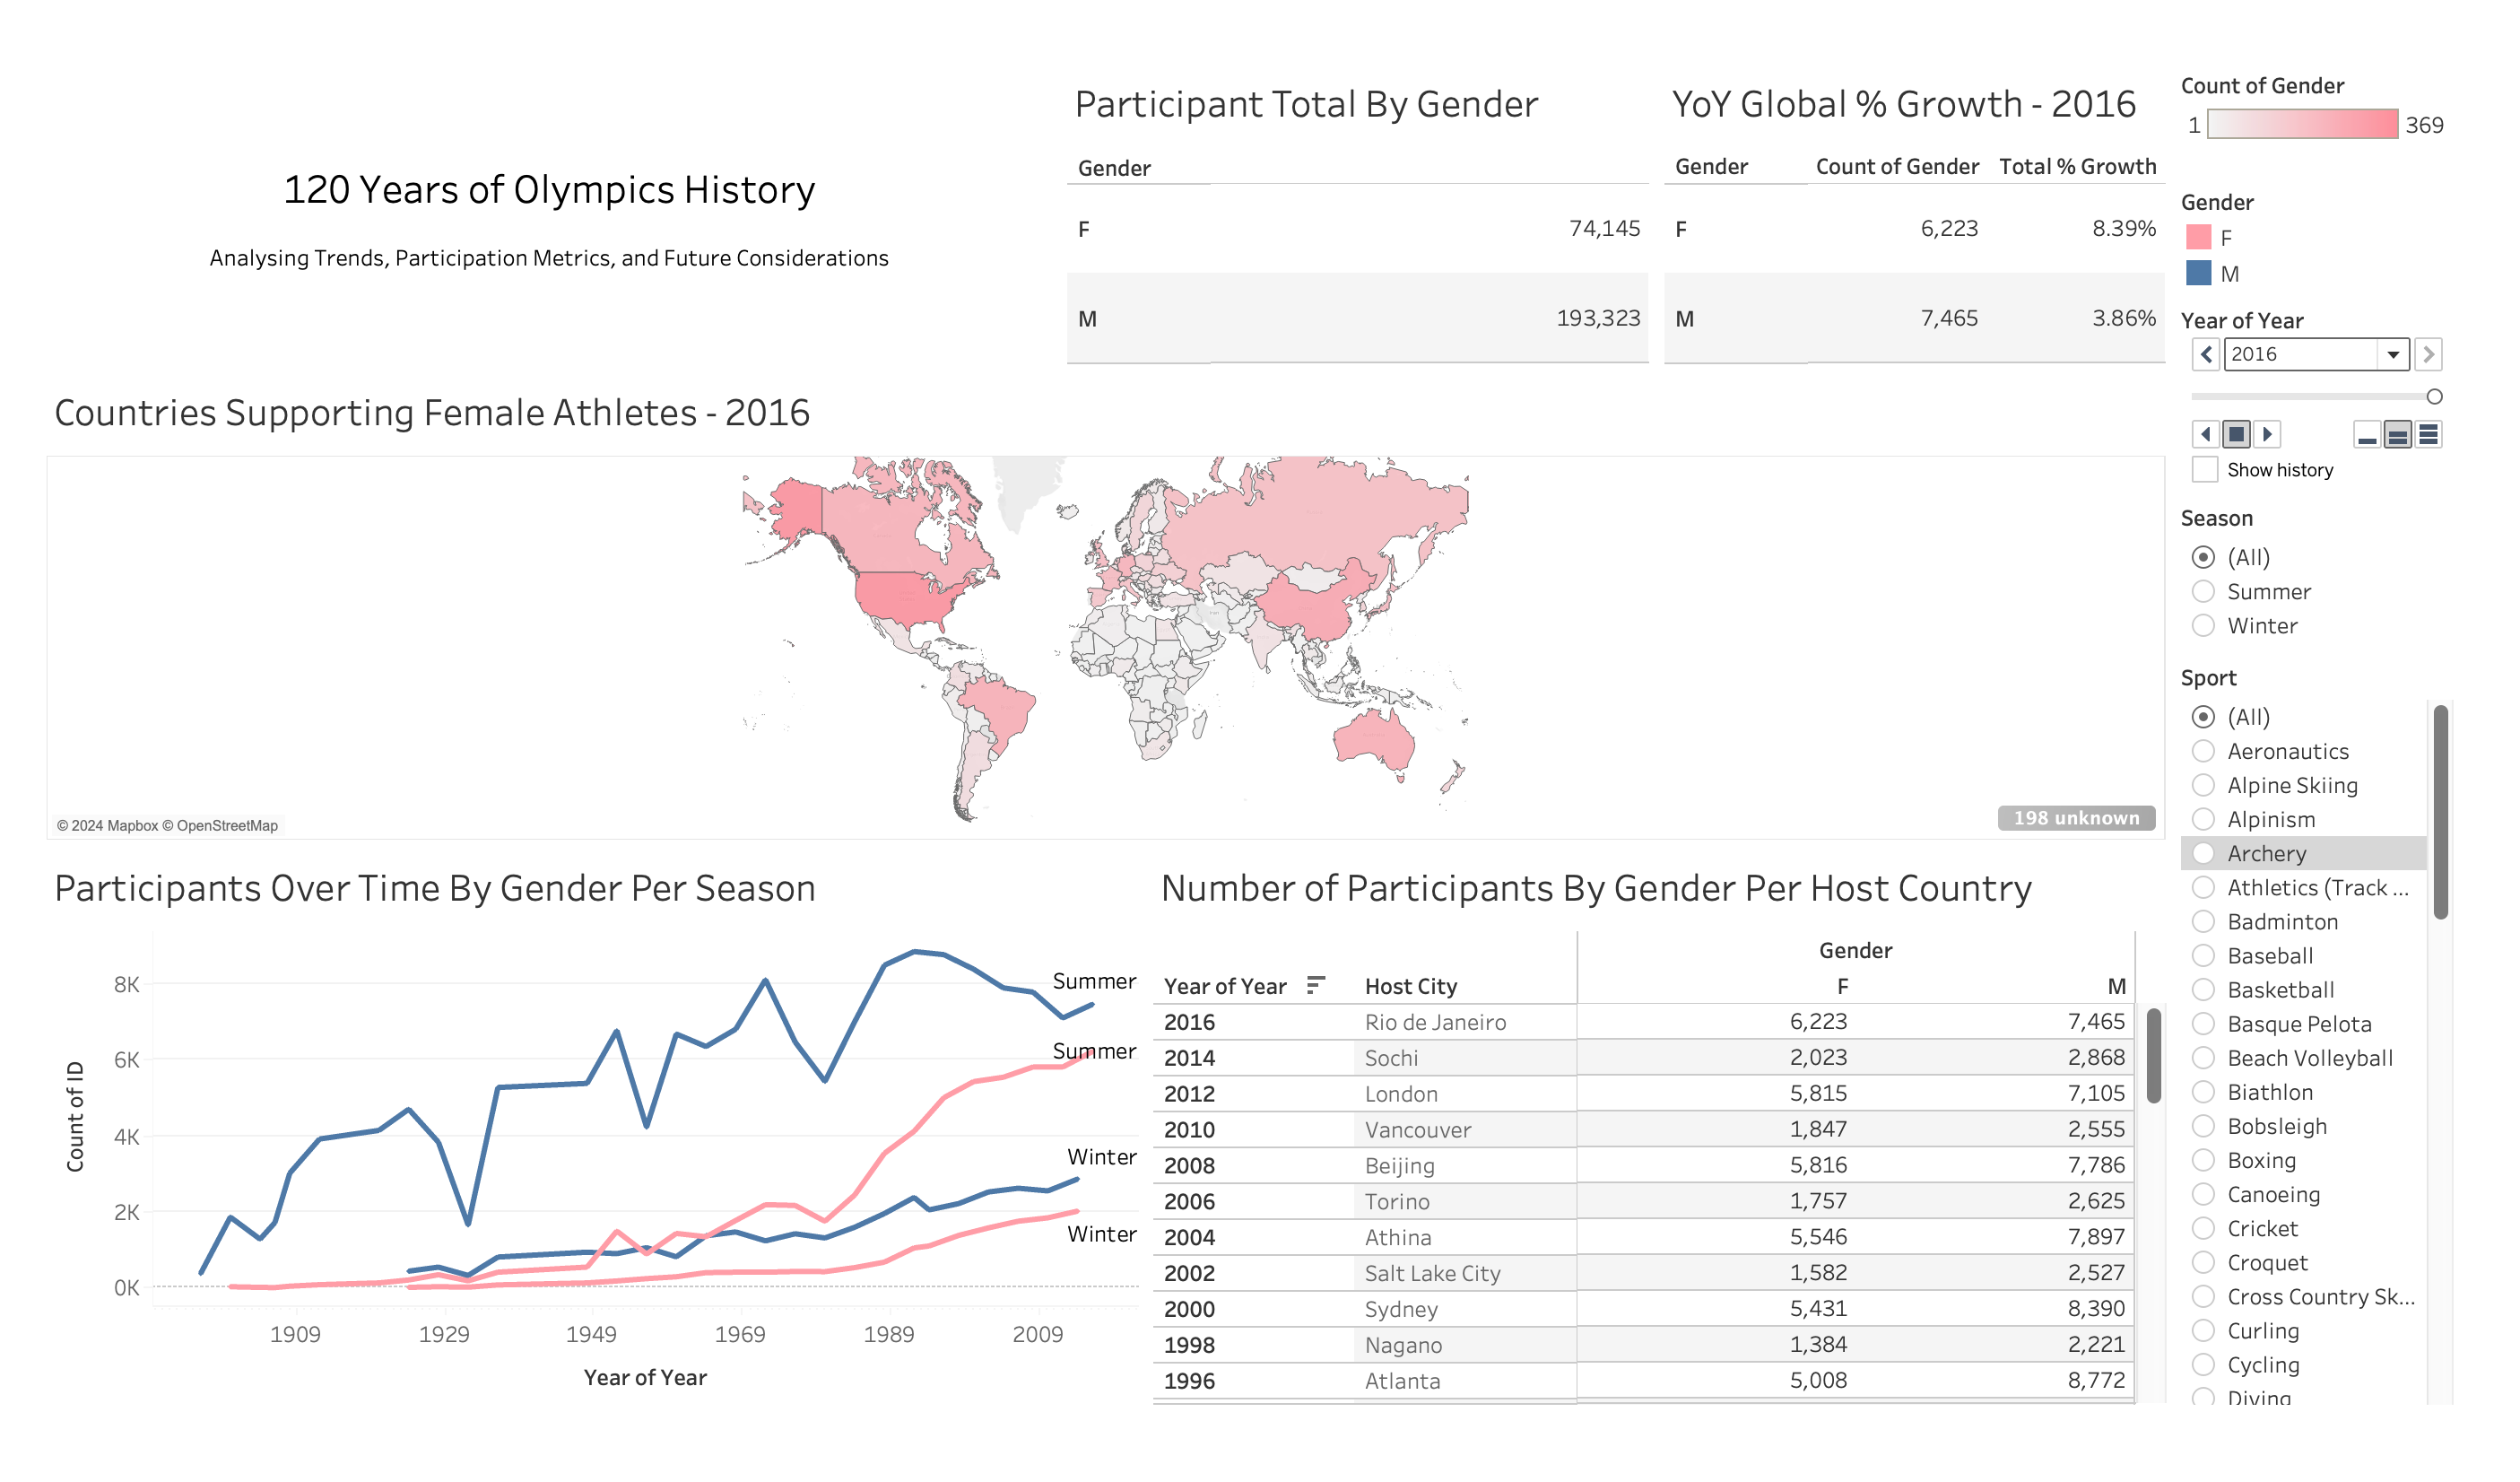 120 Years of Olympics History
Analysing Trends, Participation Metrics, and Future Considerations
Participant Total By Gender
Gender
F 74,145
M 193,323
YoY Global % Growth - 2016
Gender Count of Gender Total % Growth
F 6,223 8.39%
M 7,465 3.86%
Count of Gender
1 369
Gender
F
M
Year of Year
2016
Show history
Season
(All)
Summer
Winter
Sport
(All)
Aeronautics
Alpine Skiing
Alpinism
Archery
Athletics (Track ...
Badminton
Baseball
Basketball
Basque Pelota
Beach Volleyball
Biathlon
Bobsleigh
Boxing
Canoeing
Cricket
Croquet
Cross Country Sk...
Curling
Cycling
Diving
Countries Supporting Female Athletes - 2016
© 2024 Mapbox © OpenStreetMap
198 unknown
Participants Over Time By Gender Per Season
Count of ID
8K
6K
4K
2K
0K
Summer
Summer
Winter
Winter
1909 1929 1949 1969 1989 2009
Year of Year
Number of Participants By Gender Per Host Country
Gender
Year of Year Host City F M
2016 Rio de Janeiro 6,223 7,465
2014 Sochi 2,023 2,868
2012 London 5,815 7,105
2010 Vancouver 1,847 2,555
2008 Beijing 5,816 7,786
2006 Torino 1,757 2,625
2004 Athina 5,546 7,897
2002 Salt Lake City 1,582 2,527
2000 Sydney 5,431 8,390
1998 Nagano 1,384 2,221
1996 Atlanta 5,008 8,772